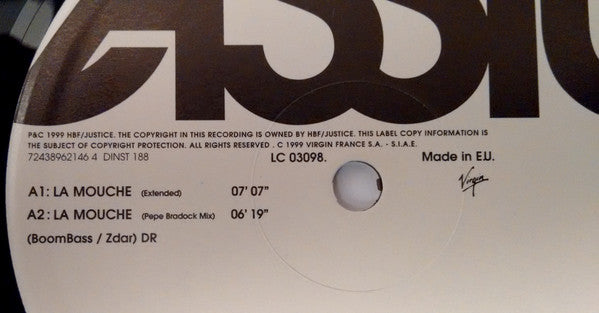 CASSIUS
P&C 1999 HBF/JUSTICE. THE COPYRIGHT IN THIS RECORDING IS OWNED BY HBF/JUSTICE. THIS LABEL COPY INFORMATION IS
THE SUBJECT OF COPYRIGHT PROTECTION. ALL RIGHTS RESERVED . C 1999 VIRGIN FRANCE S.A. - S.I.A.E.
72438962146 4 DINST 188 LC 03098. Made in E.U.
Virgin
A1: LA MOUCHE (Extended) 07' 07"
A2: LA MOUCHE (Pepe Bradock Mix) 06' 19"
(BoomBass / Zdar) DR